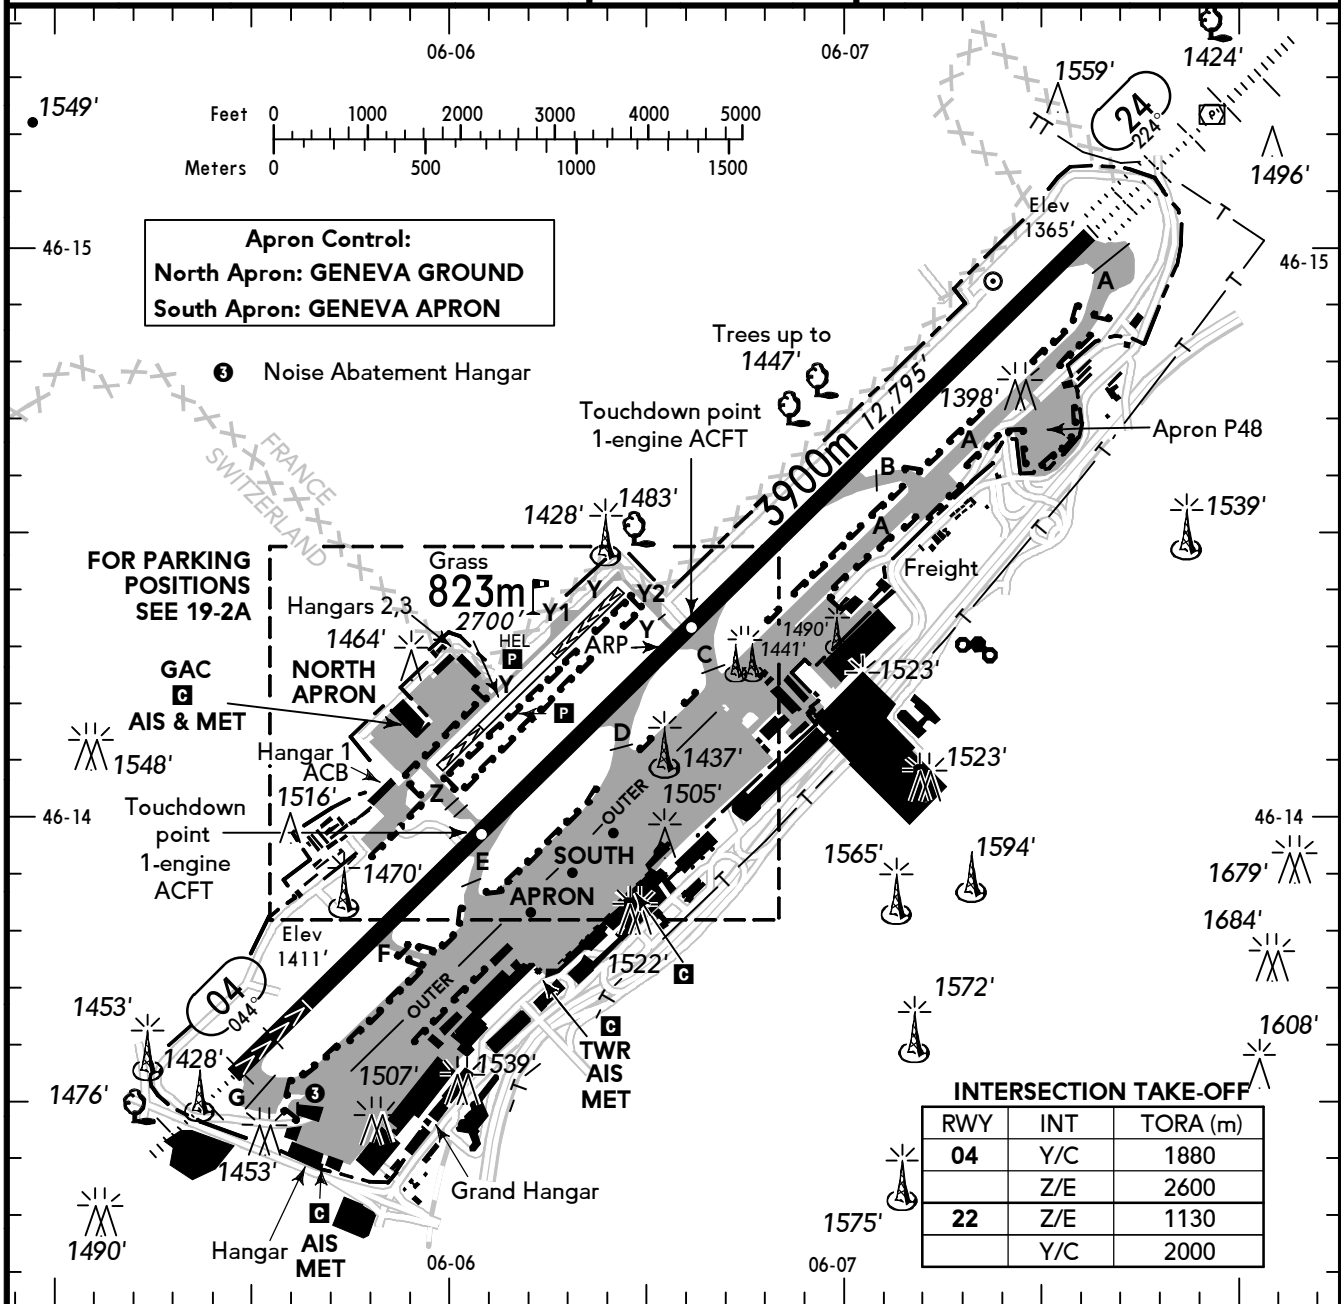 06-06
06-07
1424'
1559'
24
224°
1549'
Feet 0 1000 2000 3000 4000 5000
Meters 0 500 1000 1500
P
1496'
Elev
1365'
46-15
46-15
Apron Control:
North Apron: GENEVA GROUND
South Apron: GENEVA APRON
A
T
T
3 Noise Abatement Hangar
Trees up to
1447'
12,795'
3900m
1398'
Touchdown point
1-engine ACFT
A
Apron P48
B
FRANCE
SWITZERLAND
1428'
1483'
A
1539'
T
FOR PARKING
POSITIONS
SEE 19-2A
Grass
823m
2700'
Freight
Hangars 2,3
Y
Y1
Y2
Y
HEL
P
ARP
1490'
1441'
T
1464'
C
GAC
C
AIS & MET
NORTH
APRON
Y
P
1523'
D
H
1548'
Hangar 1
ACB
1437'
1523'
1516'
Z
1505'
T
46-14
46-14
Touchdown
point
1-engine
ACFT
OUTER
SOUTH
APRON
1565'
1594'
1679'
E
1470'
T
1684'
Elev
1411'
F
1522'
C
04
044°
OUTER
1572'
1453'
C
TWR
AIS
MET
T
1608'
1428'
1507'
1539'
T
1476'
G
3
1453'
INTERSECTION TAKE-OFF
RWY INT TORA (m)
04 Y/C 1880
Z/E 2600
22 Z/E 1130
Y/C 2000
Grand Hangar
1575'
1490'
Hangar
C
AIS
MET
06-06
06-07